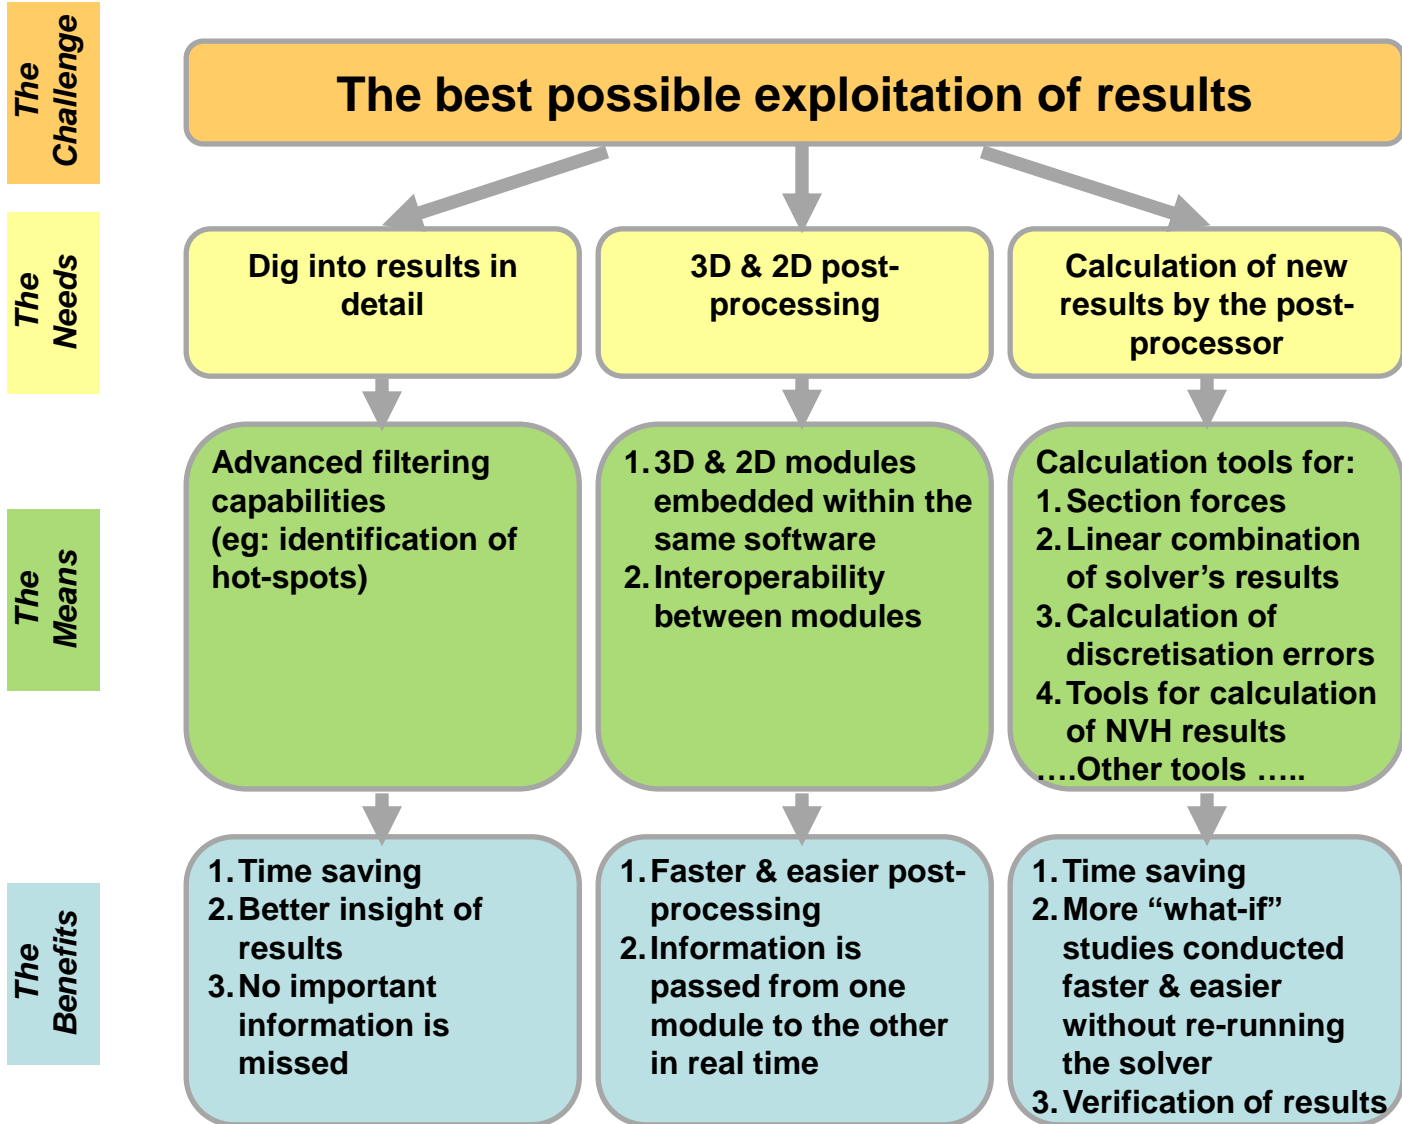 The
Challenge
The best possible exploitation of results
The
Needs
Dig into results in
detail
3D & 2D post-
processing
Calculation of new
results by the post-
processor
The
Means
Advanced filtering
capabilities
(eg: identification of
hot-spots)
1. 3D & 2D modules
embedded within the
same software
2. Interoperability
between modules
Calculation tools for:
1. Section forces
2. Linear combination
of solver’s results
3. Calculation of
discretisation errors
4. Tools for calculation
of NVH results
….Other tools …..
The
Benefits
1. Time saving
2. Better insight of
results
3. No important
information is
missed
1. Faster & easier post-
processing
2. Information is
passed from one
module to the other
in real time
1. Time saving
2. More “what-if”
studies conducted
faster & easier
without re-running
the solver
3. Verification of results